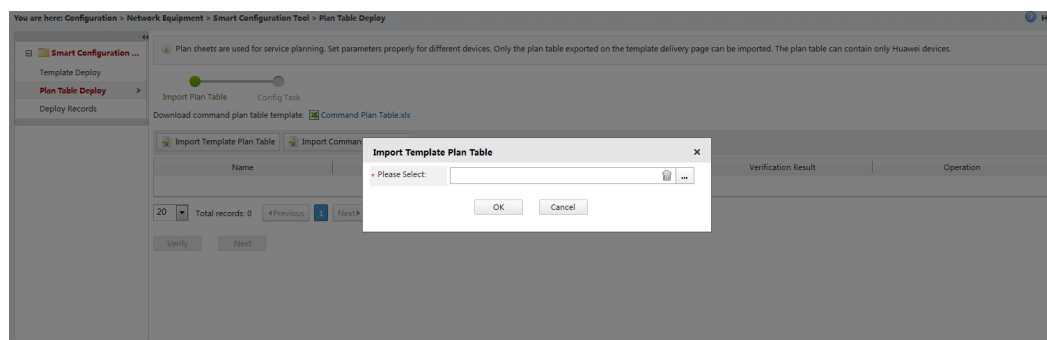 You are here: Configuration > Network Equipment > Smart Configuration Tool > Plan Table Deploy
H
Smart Configuration ...
Template Deploy
Plan Table Deploy >
Deploy Records
Plan sheets are used for service planning. Set parameters properly for different devices. Only the plan table exported on the template delivery page can be imported. The plan table can contain only Huawei devices.
Import Plan Table
Config Task
Download command plan table template: Command Plan Table.xls
Import Template Plan Table
Import Comman
Name
Verification Result
Operation
Import Template Plan Table
x
* Please Select:
...
OK
Cancel
20
Total records: 0
Previous
1
Next
Verify
Next